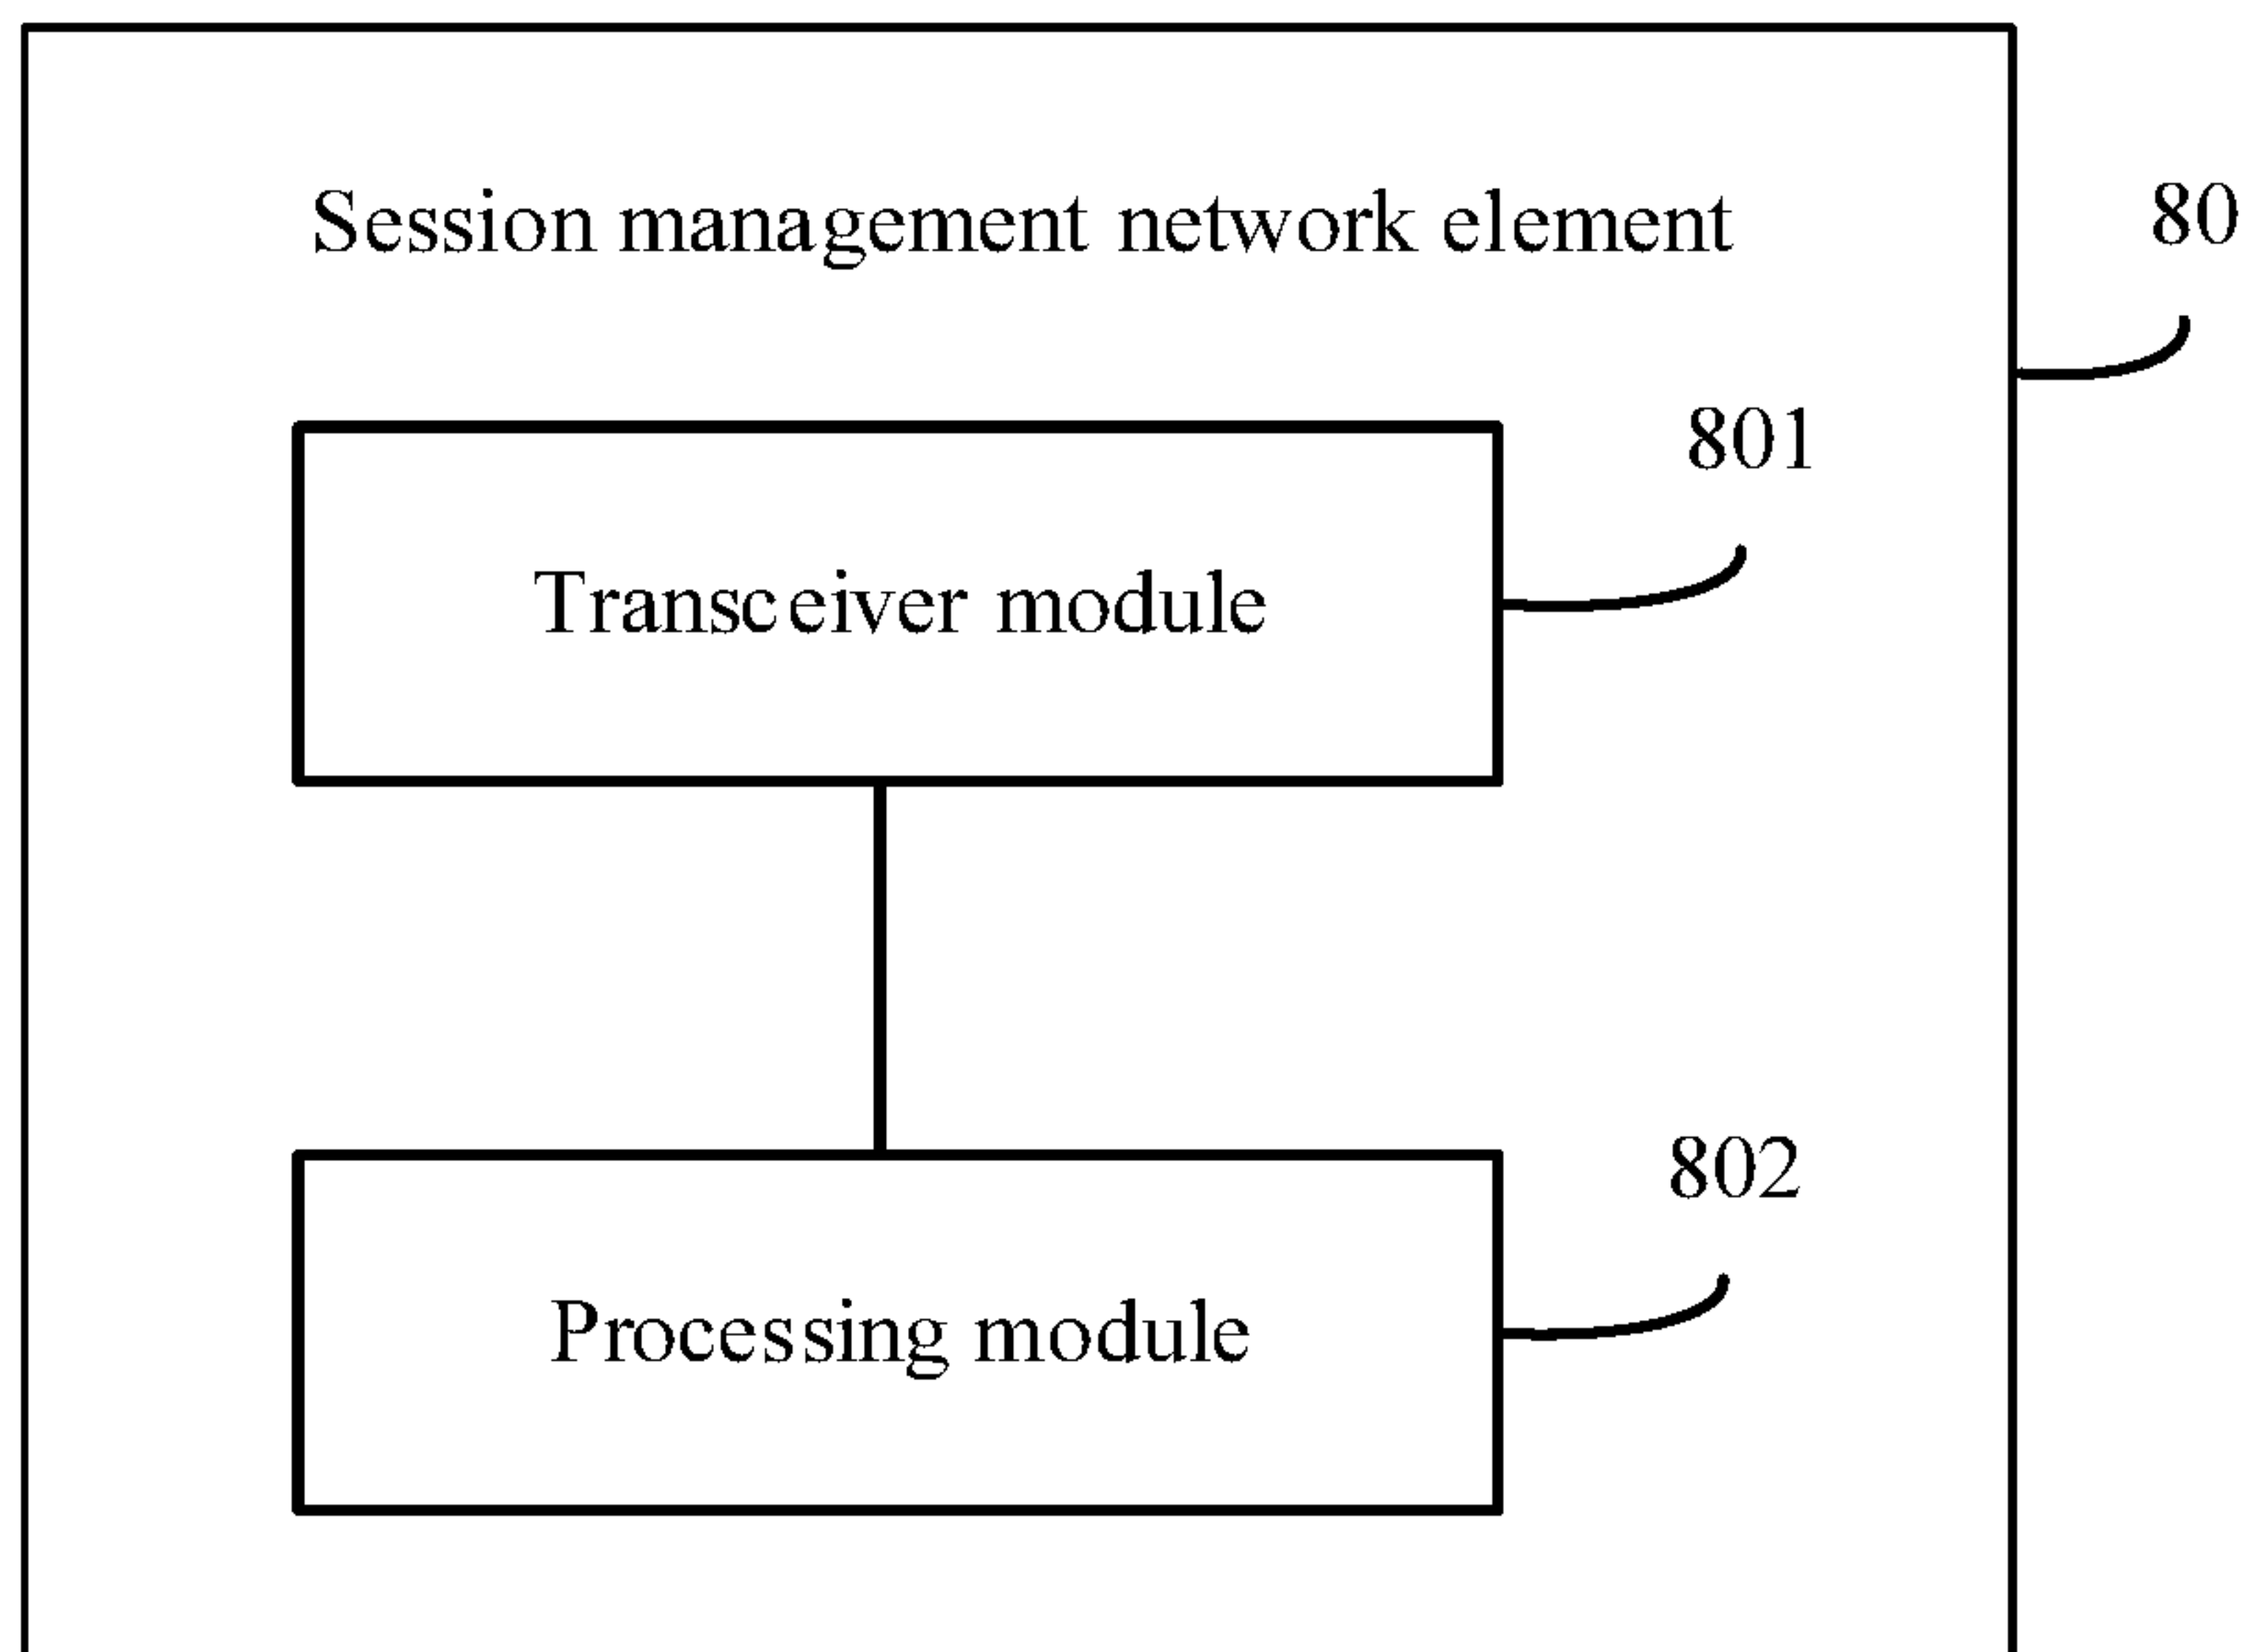 Session management network element
80
801
Transceiver module
802
Processing module